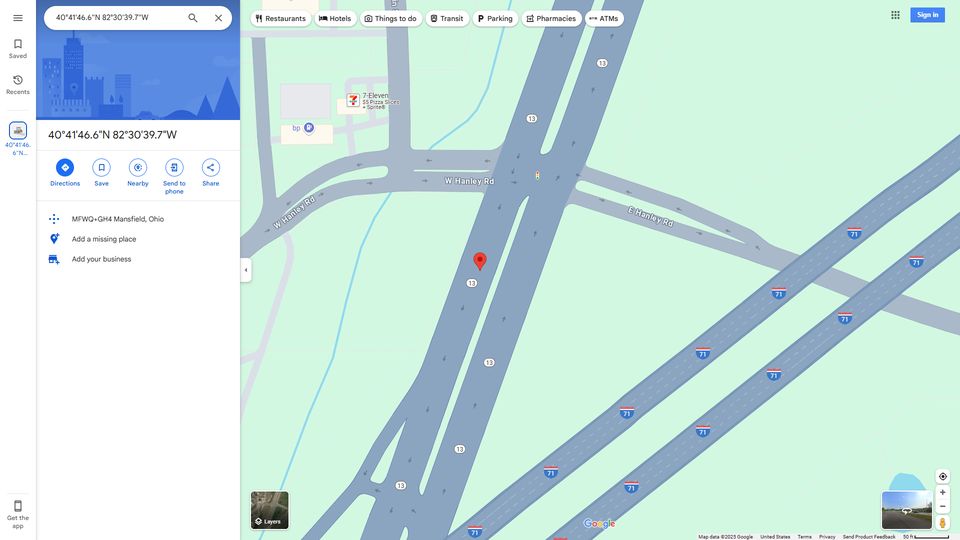 40°41'46.6"N 82°30'39.7"W
Restaurants
Hotels
Things to do
Transit
Parking
Pharmacies
ATMs
Sign in
Saved
Recents
40°41'46.
6"N...
40°41'46.6"N 82°30'39.7"W
Directions
Save
Nearby
Send to
phone
Share
MFWQ+GH4 Mansfield, Ohio
Add a missing place
Add your business
Get the
app
7-Eleven
$5 Pizza Slices
+ Sprite®
7
bp
P
13
13
W Hanley Rd
W Hanley Rd
E Hanley Rd
13
13
13
13
71
71
71
71
71
71
71
71
71
71
71
Layers
Google
Map data ©2025 Google
United States
Terms
Privacy
Send Product Feedback
50 ft